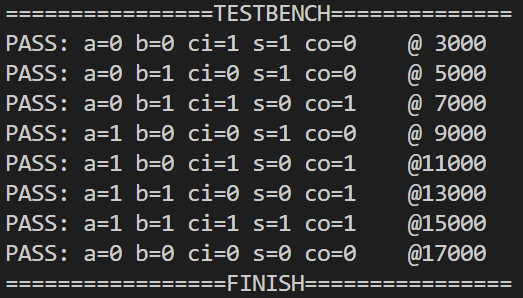 ================TESTBENCH==============
PASS: a=0 b=0 ci=1 s=1 co=0    @ 3000
PASS: a=0 b=1 ci=0 s=1 co=0    @ 5000
PASS: a=0 b=1 ci=1 s=0 co=1    @ 7000
PASS: a=1 b=0 ci=0 s=1 co=0    @ 9000
PASS: a=1 b=0 ci=1 s=0 co=1    @11000
PASS: a=1 b=1 ci=0 s=0 co=1    @13000
PASS: a=1 b=1 ci=1 s=1 co=1    @15000
PASS: a=0 b=0 ci=0 s=0 co=0    @17000
=================FINISH================